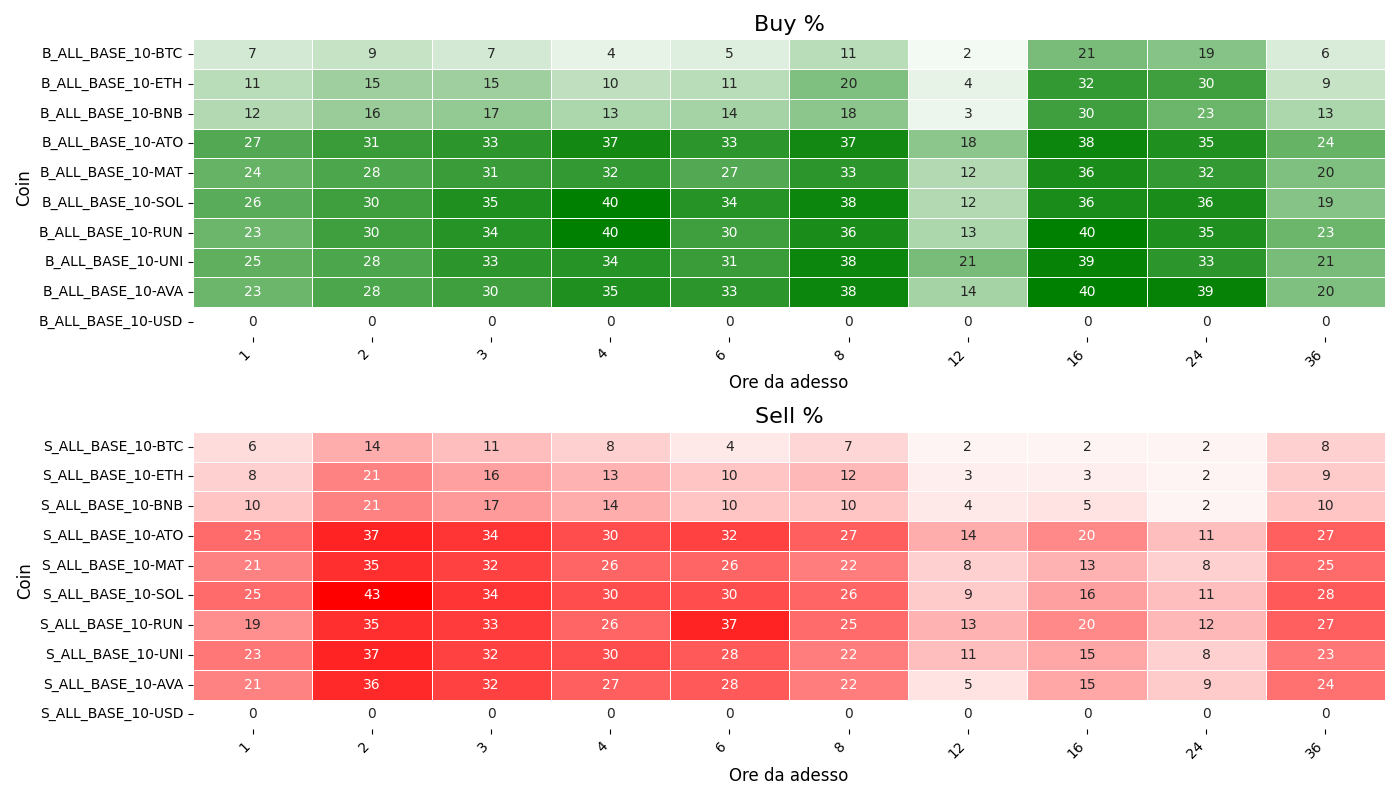 Buy %
Coin
B_ALL_BASE_10-BTC 7 9 7 4 5 11 2 21 19 6
B_ALL_BASE_10-ETH 11 15 15 10 11 20 4 32 30 9
B_ALL_BASE_10-BNB 12 16 17 13 14 18 3 30 23 13
B_ALL_BASE_10-ATO 27 31 33 37 33 37 18 38 35 24
B_ALL_BASE_10-MAT 24 28 31 32 27 33 12 36 32 20
B_ALL_BASE_10-SOL 26 30 35 40 34 38 12 36 36 19
B_ALL_BASE_10-RUN 23 30 34 40 30 36 13 40 35 23
B_ALL_BASE_10-UNI 25 28 33 34 31 38 21 39 33 21
B_ALL_BASE_10-AVA 23 28 30 35 33 38 14 40 39 20
B_ALL_BASE_10-USD 0 0 0 0 0 0 0 0 0 0
1 2 3 4 6 8 12 16 24 36
Ore da adesso
Sell %
Coin
S_ALL_BASE_10-BTC 6 14 11 8 4 7 2 2 2 8
S_ALL_BASE_10-ETH 8 21 16 13 10 12 3 3 2 9
S_ALL_BASE_10-BNB 10 21 17 14 10 10 4 5 2 10
S_ALL_BASE_10-ATO 25 37 34 30 32 27 14 20 11 27
S_ALL_BASE_10-MAT 21 35 32 26 26 22 8 13 8 25
S_ALL_BASE_10-SOL 25 43 34 30 30 26 9 16 11 28
S_ALL_BASE_10-RUN 19 35 33 26 37 25 13 20 12 27
S_ALL_BASE_10-UNI 23 37 32 30 28 22 11 15 8 23
S_ALL_BASE_10-AVA 21 36 32 27 28 22 5 15 9 24
S_ALL_BASE_10-USD 0 0 0 0 0 0 0 0 0 0
1 2 3 4 6 8 12 16 24 36
Ore da adesso